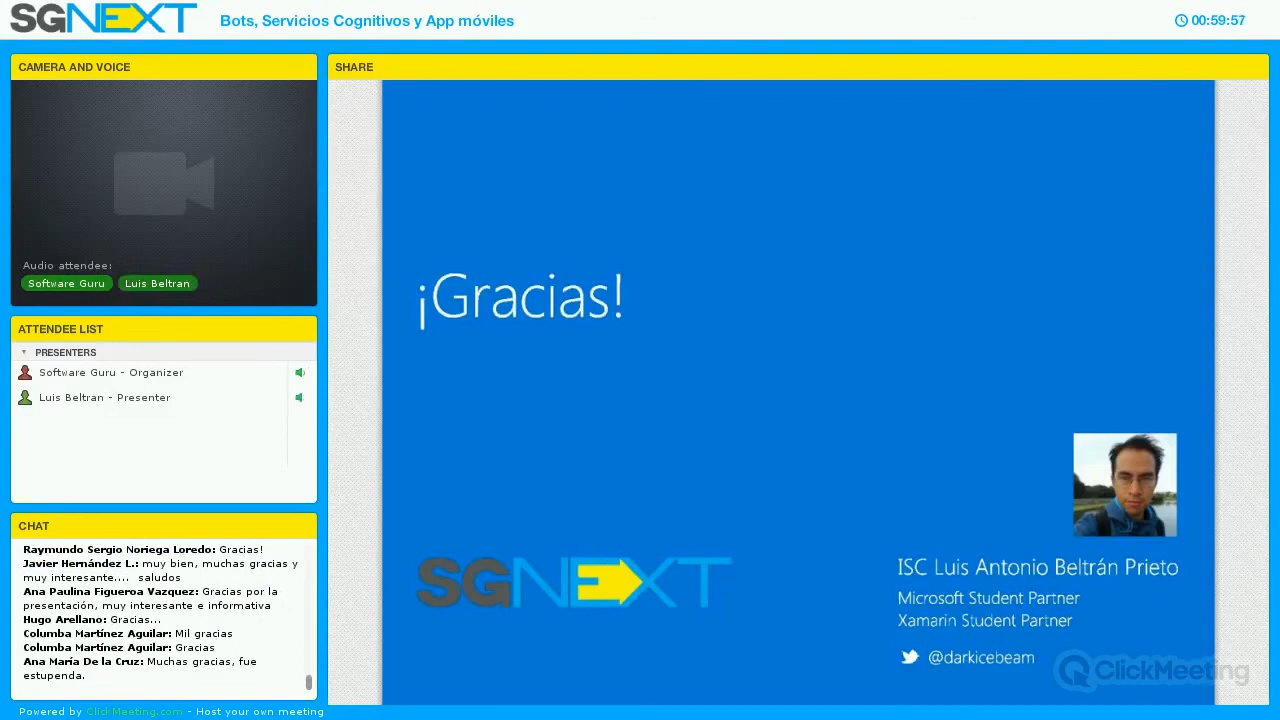 SGNEXT
Bots, Servicios Cognitivos y App móviles
00:59:57
CAMERA AND VOICE
Audio attendee:
Software Guru
Luis Beltran
ATTENDEE LIST
PRESENTERS
Software Guru - Organizer
Luis Beltran - Presenter
CHAT
Raymundo Sergio Noriega Loredo: Gracias!
Javier Hernández L.: muy bien, muchas gracias y
muy interesante.... saludos
Ana Paulina Figueroa Vazquez: Gracias por la
presentación, muy interesante e informativa
Hugo Arellano: Gracias...
Columba Martínez Aguilar: Mil gracias
Columba Martínez Aguilar: Gracias
Ana María De la Cruz: Muchas gracias, fue
estupenda.
Powered by ClickMeeting.com - Host your own meeting
SHARE
¡Gracias!
SGNEXT
ISC Luis Antonio Beltrán Prieto
Microsoft Student Partner
Xamarin Student Partner
@darkicebeam
ClickMeeting